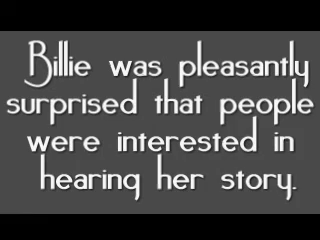 Billie was pleasantly
surprised that people
were interested in
hearing her story.